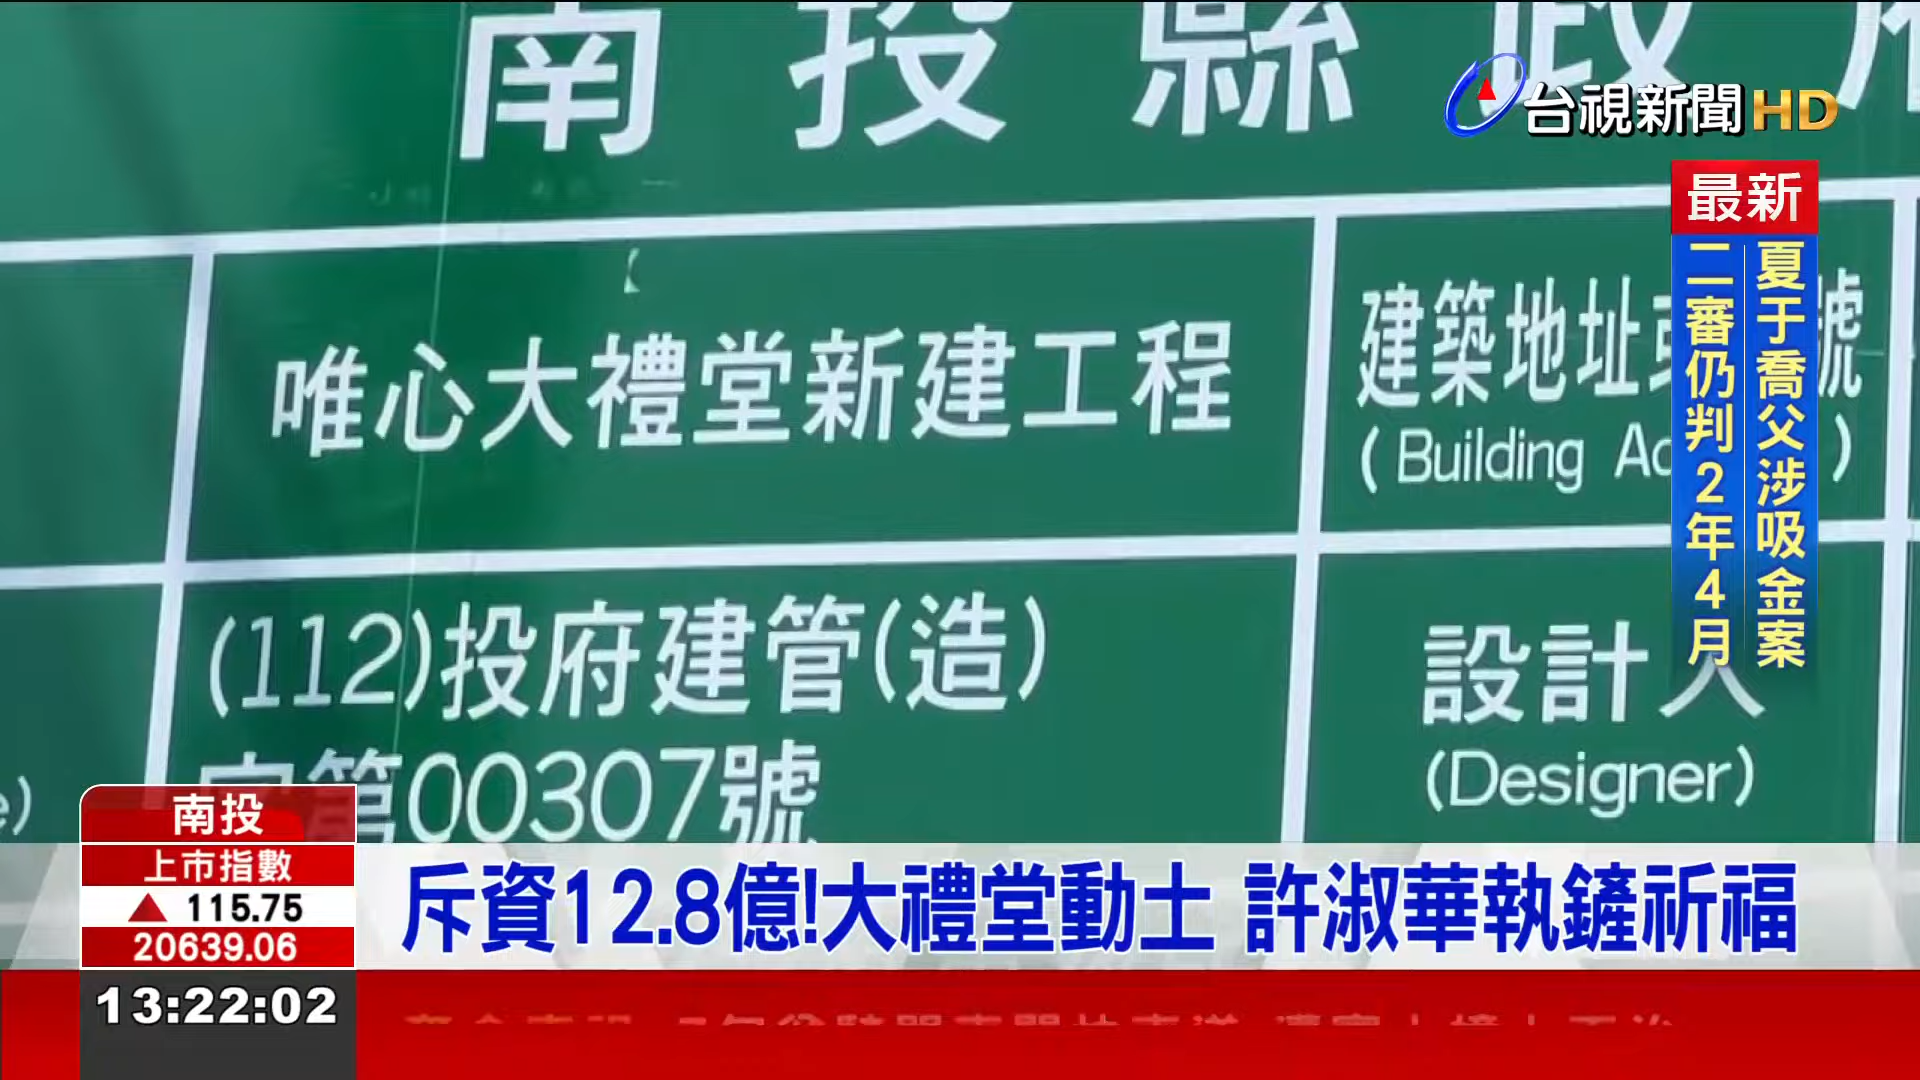 南投縣政府
台視新聞HD
最新
夏于喬父涉吸金案
二審仍判2年4月
唯心大禮堂新建工程
建築地址 號
(Building )
(112)投府建管(造)
字第00307號
設計人
(Designer)
南投
上市指數
▲ 115.75
20639.06
13:22:02
斥資12.8億!大禮堂動土 許淑華執鏟祈福